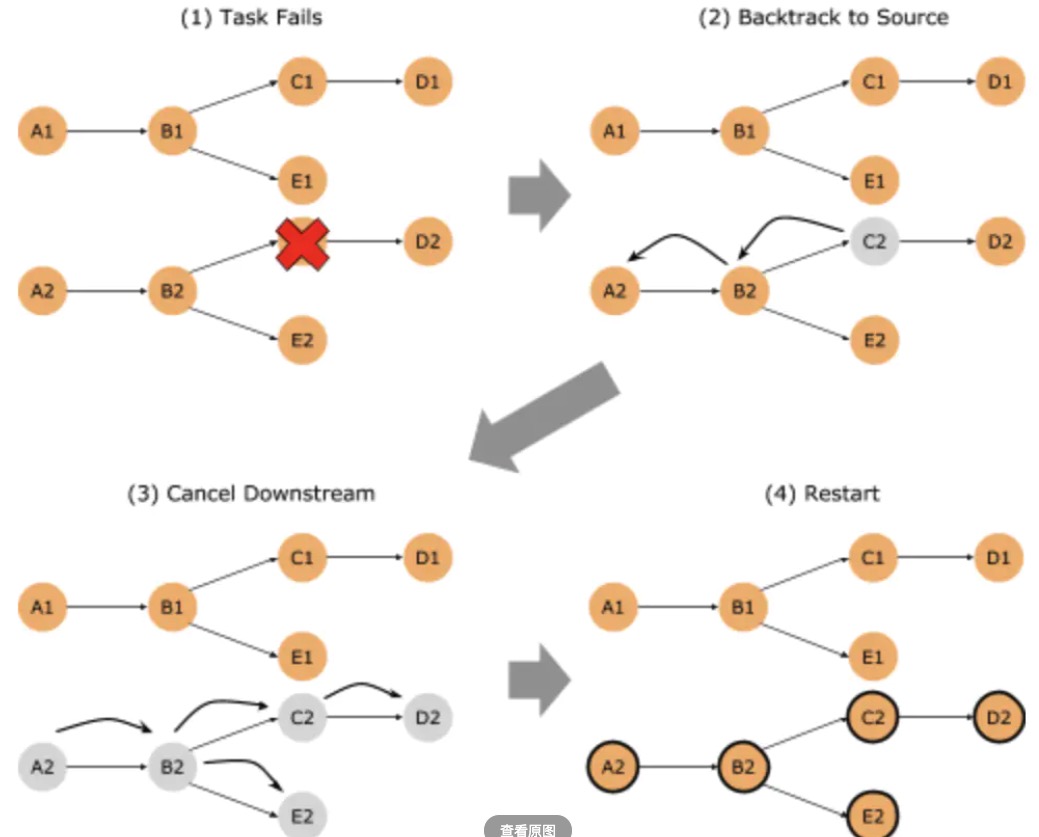 (1) Task Fails
(2) Backtrack to Source
C1 D1
A1 B1
E1
D2
A2 B2
E2
C1 D1
A1 B1
E1
C2 D2
A2 B2
E2
(3) Cancel Downstream
(4) Restart
C1 D1
A1 B1
E1
C2 D2
A2 B2
E2
C1 D1
A1 B1
E1
C2 D2
A2 B2
E2
查看原图